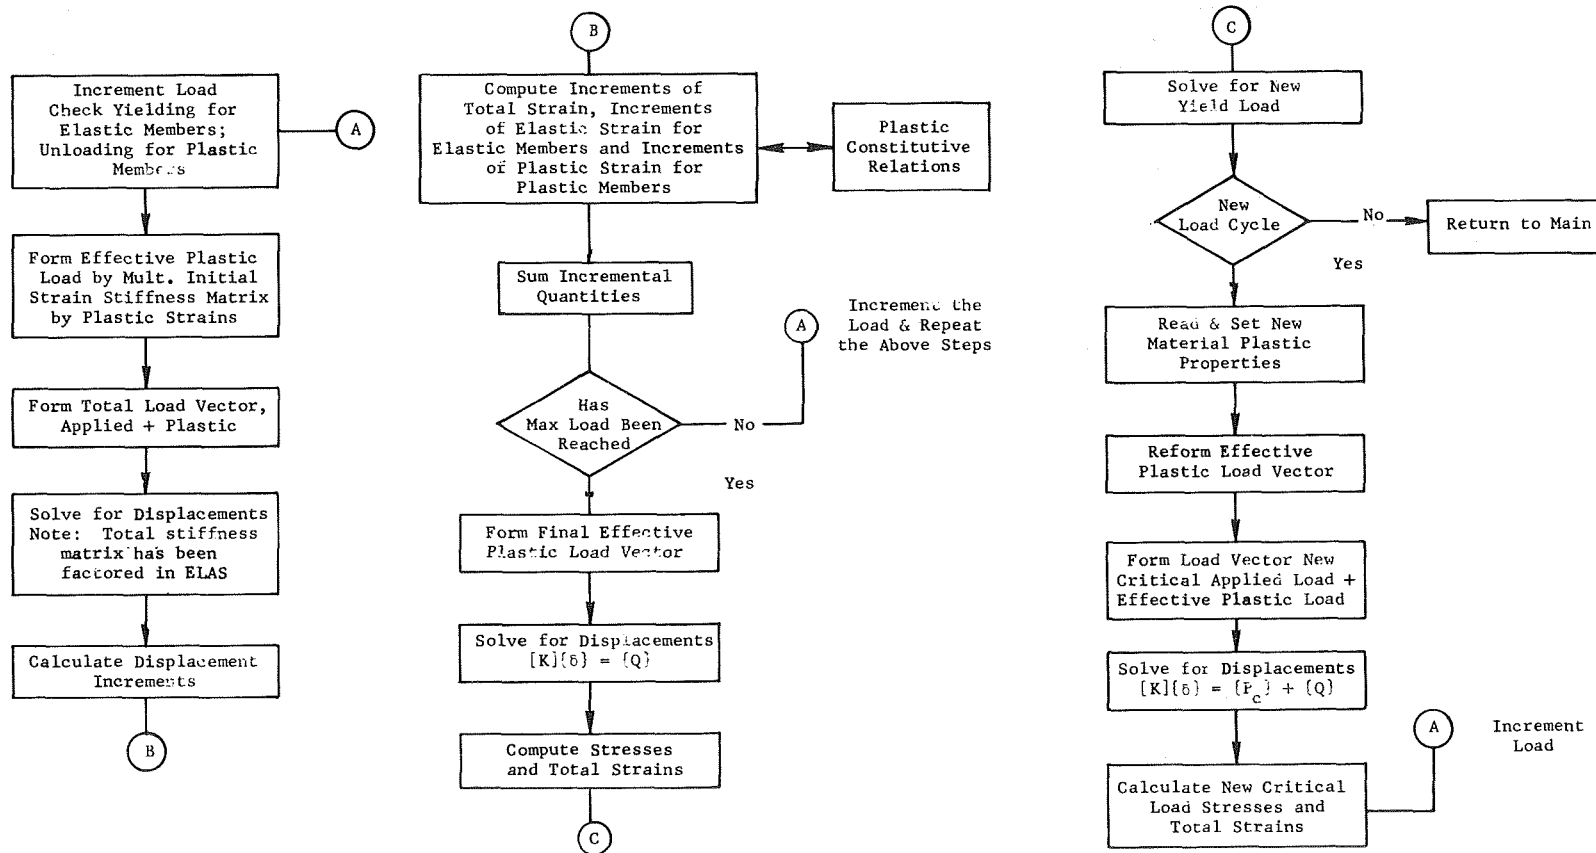 Increment Load
Check Yielding for
Elastic Members;
Unloading for Plastic
Members
A
Form Effective Plastic
Load by Mult. Initial
Strain Stiffness Matrix
by Plastic Strains
Form Total Load Vector,
Applied + Plastic
Solve for Displacements
Note: Total stiffness
matrix has been
factored in ELAS
Calculate Displacement
Increments
B
B
Compute Increments of
Total Strain, Increments
of Elastic Strain for
Elastic Members and Increments
of Plastic Strain for
Plastic Members
Plastic
Constitutive
Relations
Sum Incremental
Quantities
A
Increment the
Load & Repeat
the Above Steps
Has
Max Load Been
Reached
No
Yes
Form Final Effective
Plastic Load Vector
Solve for Displacements
[K]{δ} = {Q}
Compute Stresses
and Total Strains
C
C
Solve for New
Yield Load
New
Load Cycle
No
Return to Main
Yes
Read & Set New
Material Plastic
Properties
Reform Effective
Plastic Load Vector
Form Load Vector New
Critical Applied Load +
Effective Plastic Load
Solve for Displacements
[K]{δ} = {P_c} + {Q}
A
Increment
Load
Calculate New Critical
Load Stresses and
Total Strains